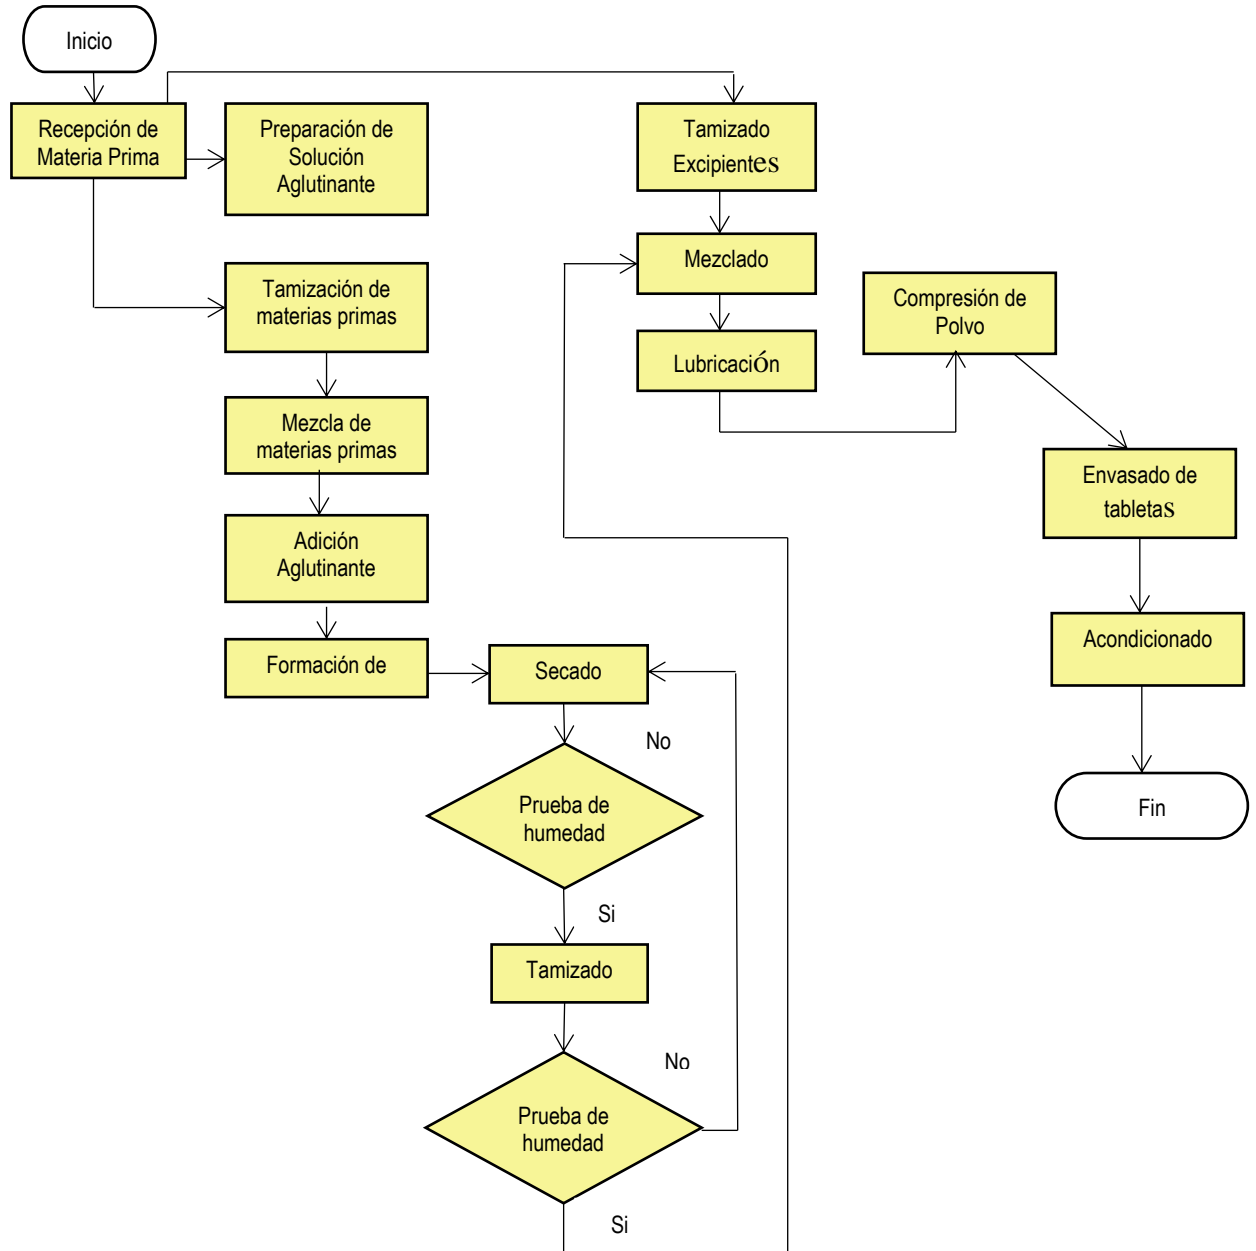 Inicio
Recepción de
Materia Prima
Preparación de
Solución
Aglutinante
Tamización de
materias primas
Mezcla de
materias primas
Adición
Aglutinante
Formación de
Secado
No
Prueba de
humedad
Si
Tamizado
No
Prueba de
humedad
Si
Tamizado
Excipientes
Mezclado
Lubricación
Compresión de
Polvo
Envasado de
tabletas
Acondicionado
Fin